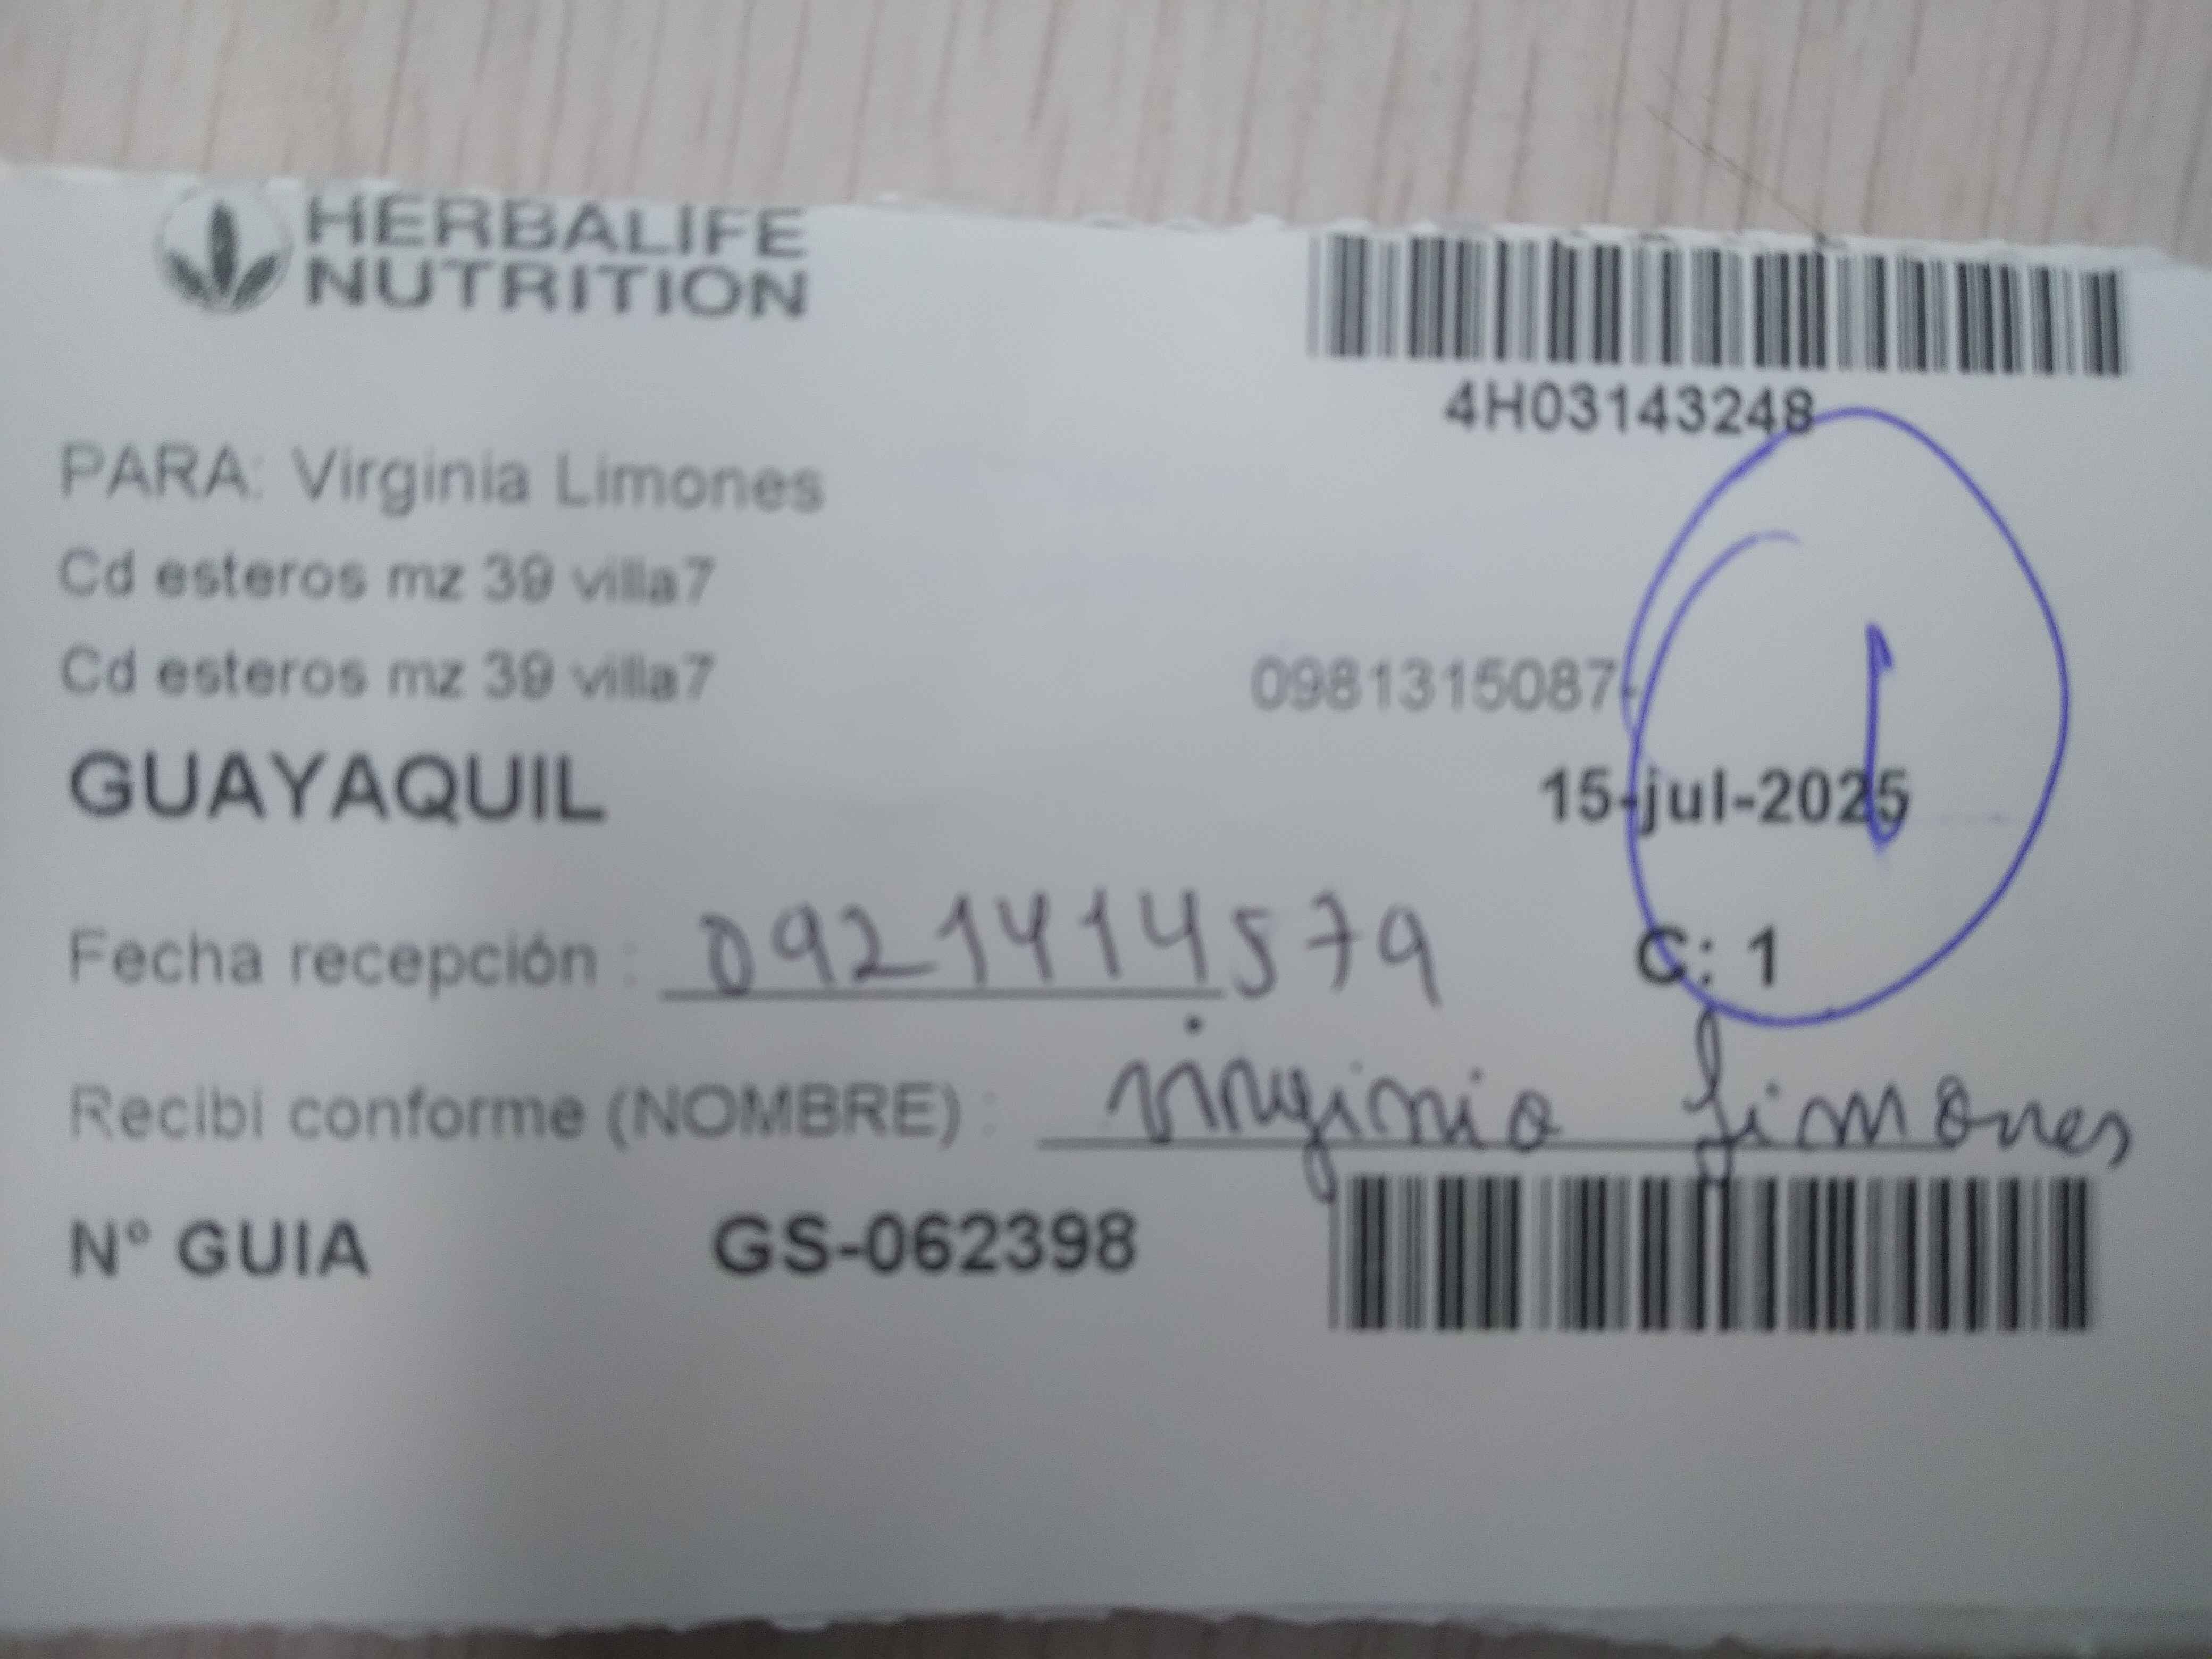 HERBALIFE
NUTRITION
4H03143248
PARA: Virginia Limones
Cd esteros mz 39 villa7
Cd esteros mz 39 villa7 0981315087-
1
GUAYAQUIL 15-jul-2025
Fecha recepción : 0921414579 C: 1
Recibi conforme (NOMBRE) : virginia Limones
N° GUIA GS-062398